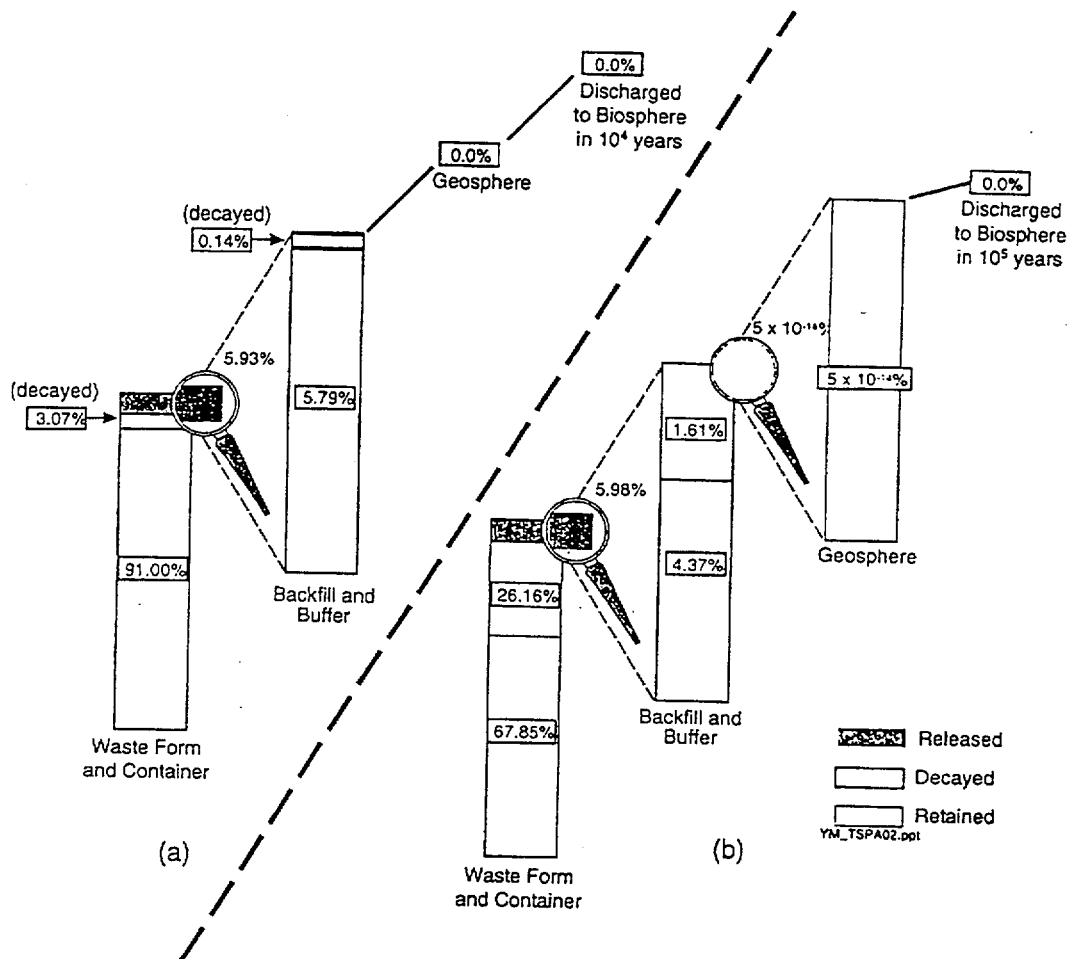 0.0%
Discharged
to Biosphere
in 10⁴ years
0.0%
Geosphere
(decayed)
0.14%
5.93%
(decayed)
3.07%
5.79%
91.00%
Backfill and
Buffer
Waste Form
and Container
(a)
0.0%
Discharged
to Biosphere
in 10⁵ years
5 x 10⁻¹⁴%
Geosphere
1.61%
5.98%
4.37%
26.16%
67.85%
Backfill and
Buffer
Waste Form
and Container
(b)
Released
Decayed
Retained
YM_TSPA02.ppt